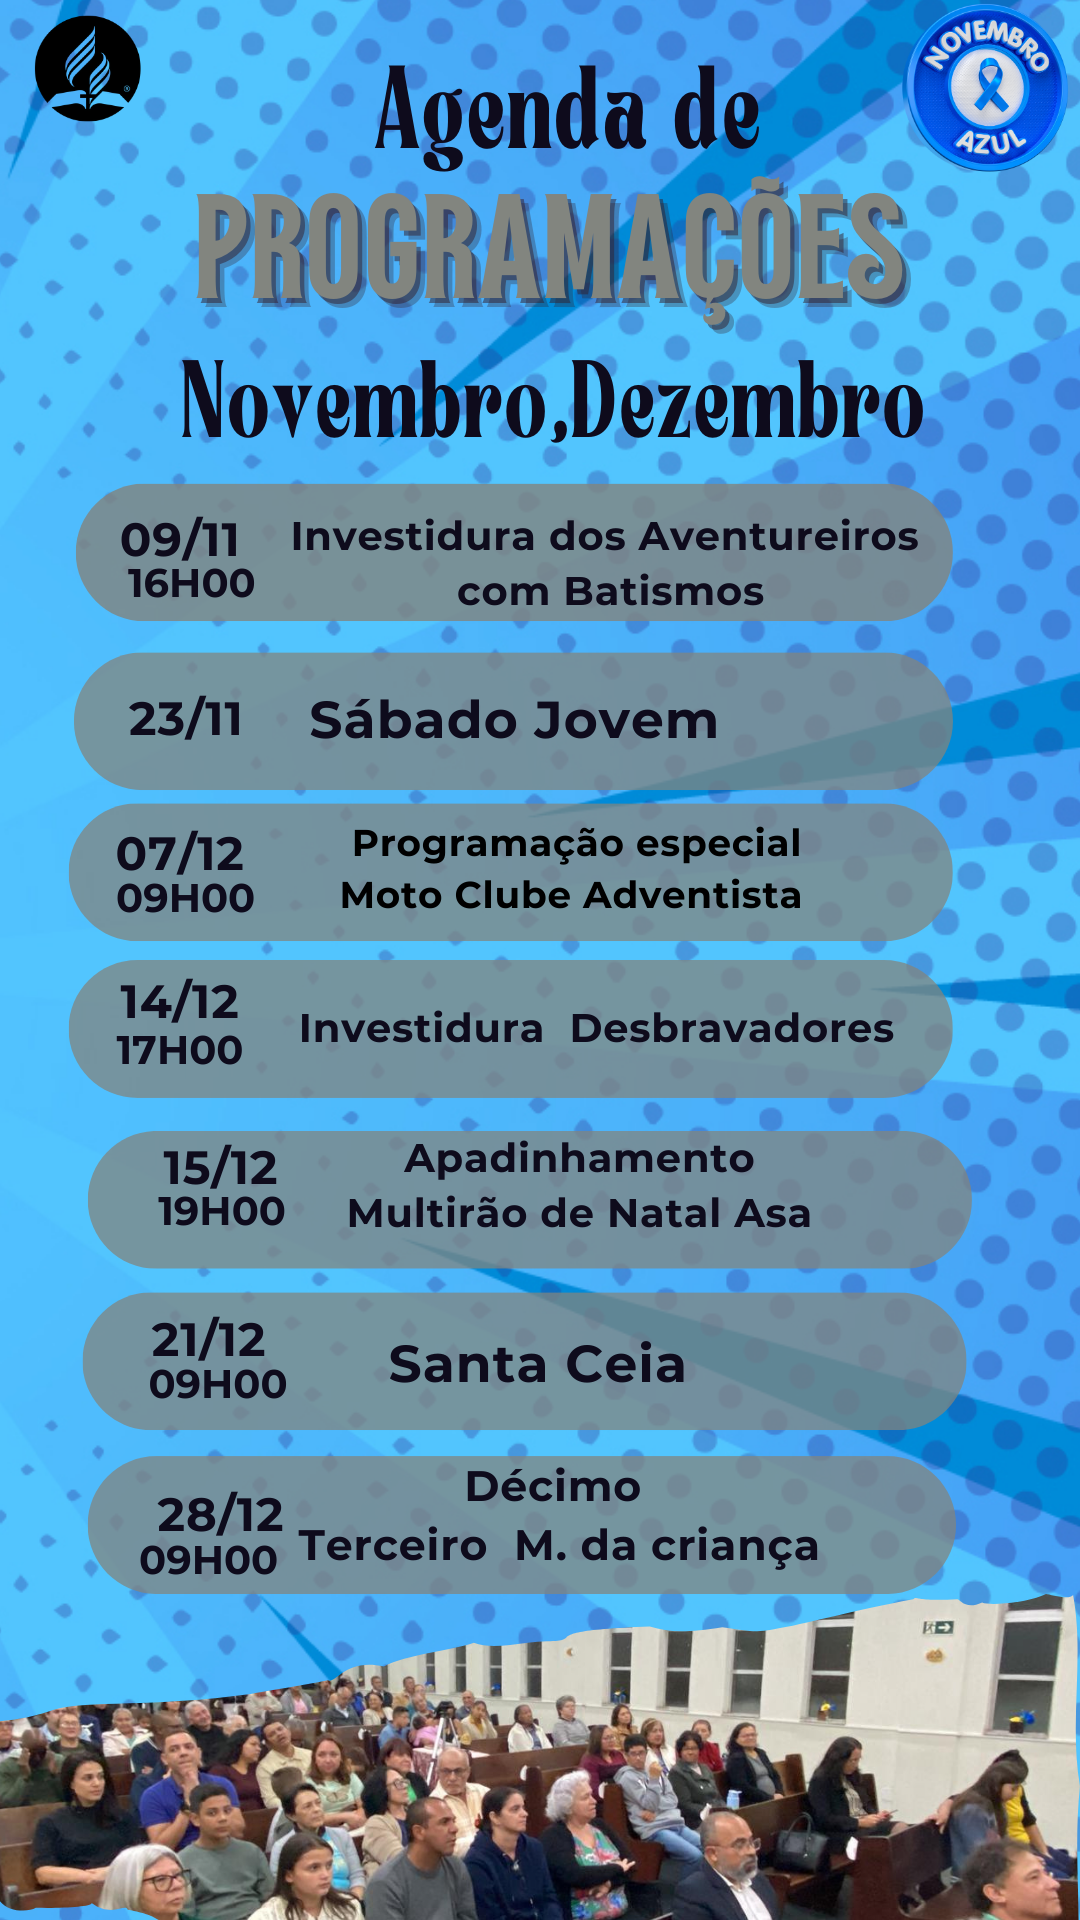 NOVEMBRO
AZUL
Agenda de
PROGRAMAÇÕES
Novembro,Dezembro
09/11
16H00
Investidura dos Aventureiros
com Batismos
23/11
Sábado Jovem
07/12
09H00
Programação especial
Moto Clube Adventista
14/12
17H00
Investidura Desbravadores
15/12
19H00
Apadinhamento
Multirão de Natal Asa
21/12
09H00
Santa Ceia
28/12
09H00
Décimo
Terceiro M. da criança